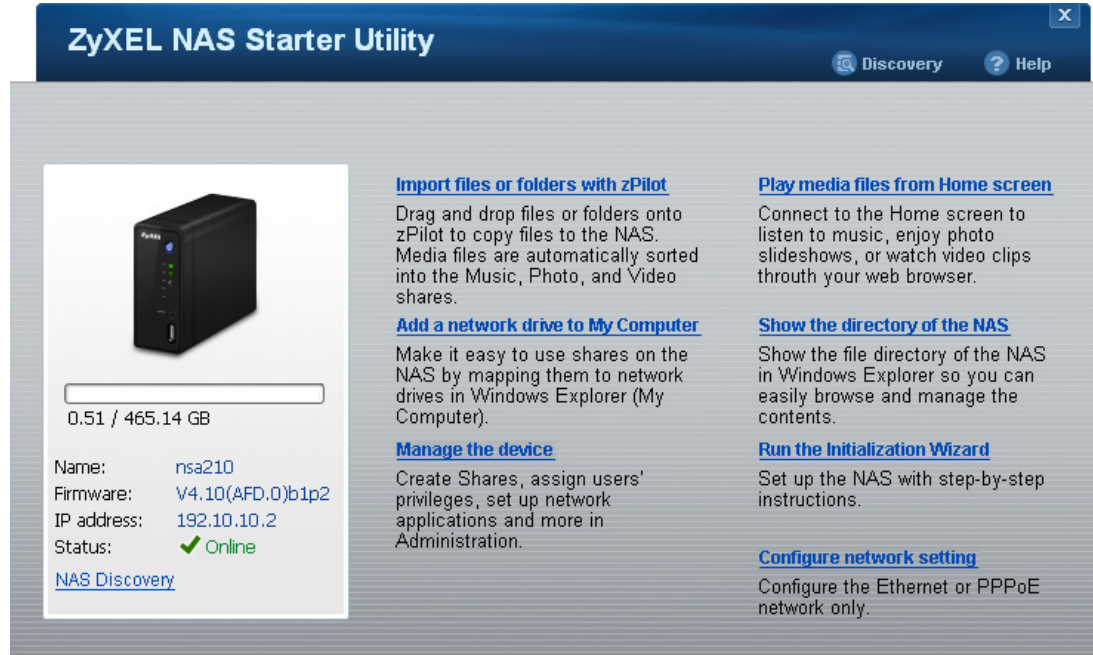 ZyXEL NAS Starter Utility
X
Discovery
Help
ZyXEL
0.51 / 465.14 GB
Name: nsa210
Firmware: V4.10(AFD.0)b1p2
IP address: 192.10.10.2
Status: Online
NAS Discovery
Import files or folders with zPilot
Drag and drop files or folders onto
zPilot to copy files to the NAS.
Media files are automatically sorted
into the Music, Photo, and Video
shares.
Add a network drive to My Computer
Make it easy to use shares on the
NAS by mapping them to network
drives in Windows Explorer (My
Computer).
Manage the device
Create Shares, assign users'
privileges, set up network
applications and more in
Administration.
Play media files from Home screen
Connect to the Home screen to
listen to music, enjoy photo
slideshows, or watch video clips
throuth your web browser.
Show the directory of the NAS
Show the file directory of the NAS
in Windows Explorer so you can
easily browse and manage the
contents.
Run the Initialization Wizard
Set up the NAS with step-by-step
instructions.
Configure network setting
Configure the Ethernet or PPPoE
network only.